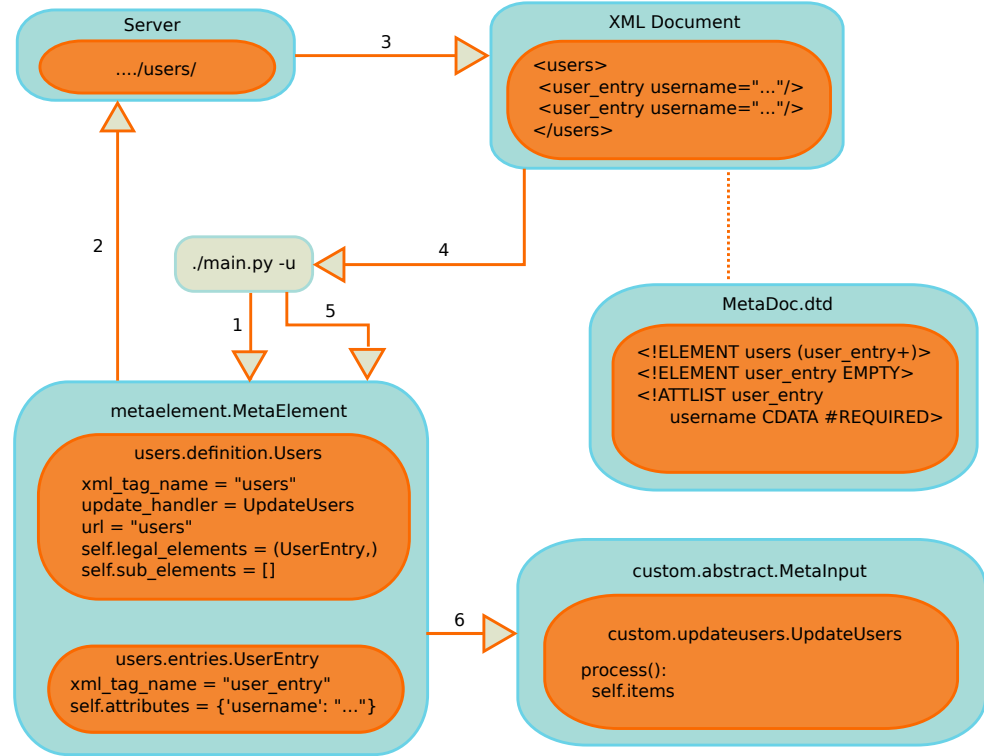 Server
..../users/
3
XML Document
<users>
<user_entry username="..."/>
<user_entry username="..."/>
</users>
2
./main.py -u
4
1
5
MetaDoc.dtd
<!ELEMENT users (user_entry+)>
<!ELEMENT user_entry EMPTY>
<!ATTLIST user_entry
username CDATA #REQUIRED>
metaelement.MetaElement
users.definition.Users
xml_tag_name = "users"
update_handler = UpdateUsers
url = "users"
self.legal_elements = (UserEntry,)
self.sub_elements = []
users.entries.UserEntry
xml_tag_name = "user_entry"
self.attributes = {'username': "..."}
6
custom.abstract.MetaInput
custom.updateusers.UpdateUsers
process():
self.items